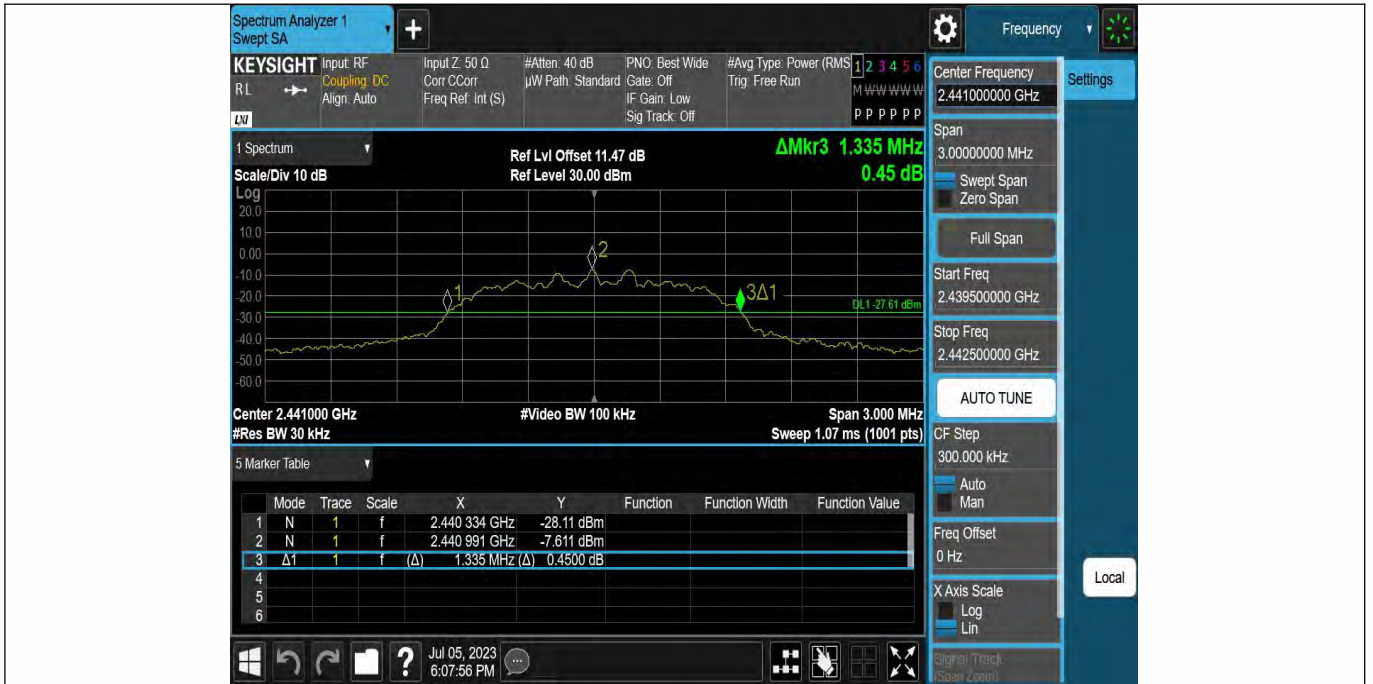 Spectrum Analyzer 1
Swept SA
+
Frequency
KEYSIGHT
RL
LXI
Input: RF
Coupling: DC
Align: Auto
Input Z: 50 Ω
Corr CCorr
Freq Ref: Int (S)
#Atten: 40 dB
µW Path: Standard
PNO: Best Wide
Gate: Off
IF Gain: Low
Sig Track: Off
#Avg Type: Power (RMS
Trig: Free Run
1 2 3 4 5 6
M W W W W W
P P P P P P
1 Spectrum
Scale/Div 10 dB
Ref Lvl Offset 11.47 dB
Ref Level 30.00 dBm
ΔMkr3 1.335 MHz
0.45 dB
Log
20.0
10.0
0.00
-10.0
-20.0
-30.0
-40.0
-50.0
-60.0
1
2
3Δ1
DL1 -27.61 dBm
Center 2.441000 GHz
#Video BW 100 kHz
Span 3.000 MHz
#Res BW 30 kHz
Sweep 1.07 ms (1001 pts)
5 Marker Table
Mode Trace Scale X Y Function Function Width Function Value
1 N 1 f 2.440 334 GHz -28.11 dBm
2 N 1 f 2.440 991 GHz -7.611 dBm
3 Δ1 1 f (Δ) 1.335 MHz (Δ) 0.4500 dB
4
5
6
Jul 05, 2023
6:07:56 PM
?
Center Frequency
2.441000000 GHz
Settings
Span
3.00000000 MHz
Swept Span
Zero Span
Full Span
Start Freq
2.439500000 GHz
Stop Freq
2.442500000 GHz
AUTO TUNE
CF Step
300.000 kHz
Auto
Man
Freq Offset
0 Hz
X Axis Scale
Log
Lin
Signal Track
(Span Zoom)
Local